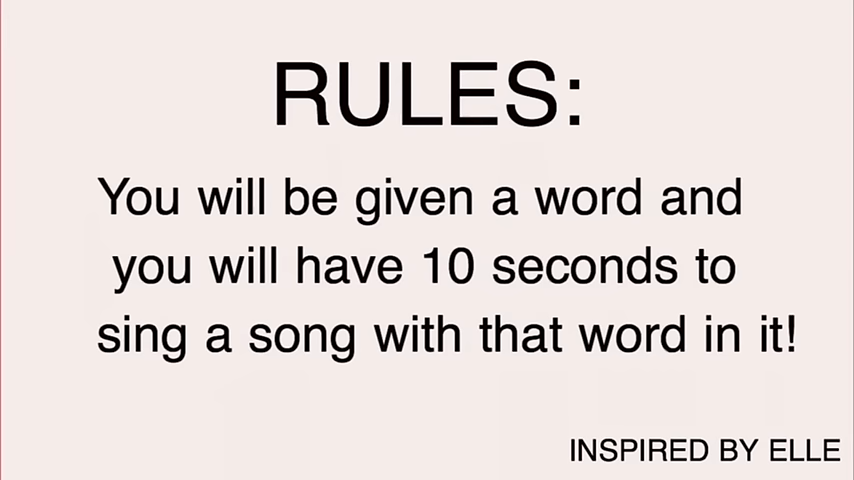 RULES:
You will be given a word and
you will have 10 seconds to
sing a song with that word in it!
INSPIRED BY ELLE